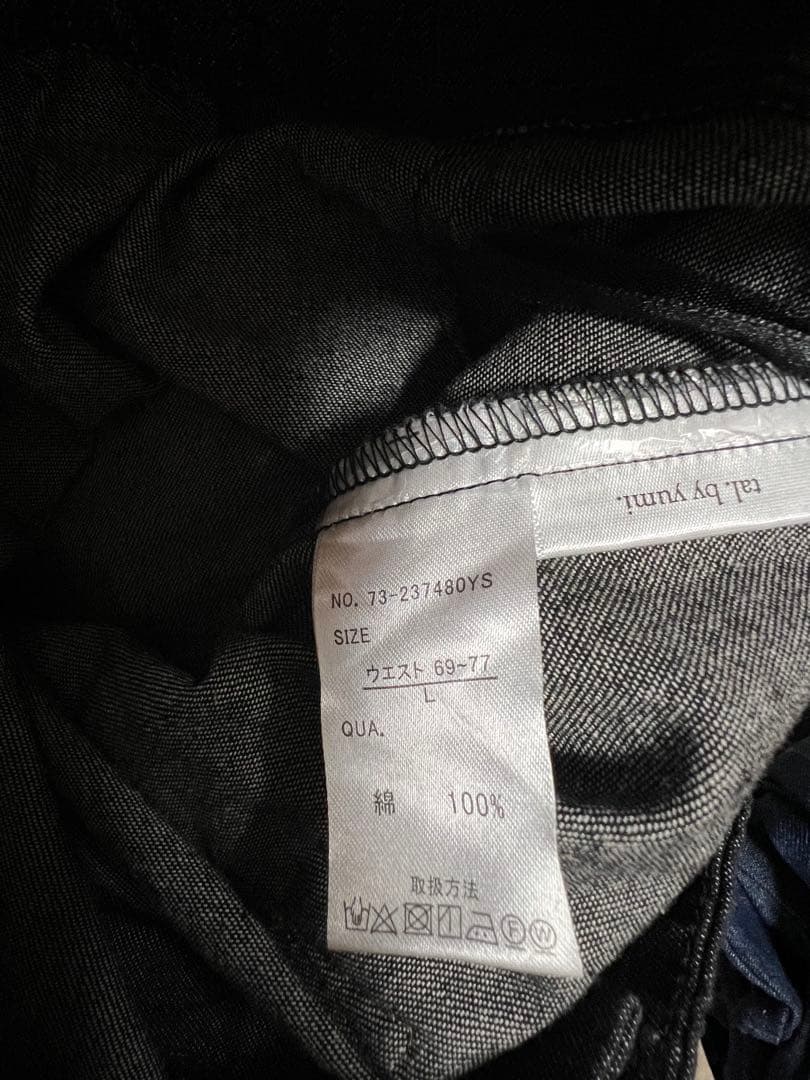 tal.by yumi.
NO. 73-237480YS
SIZE
ウエスト 69~77
L
QUA.
綿 100%
取扱方法
F W